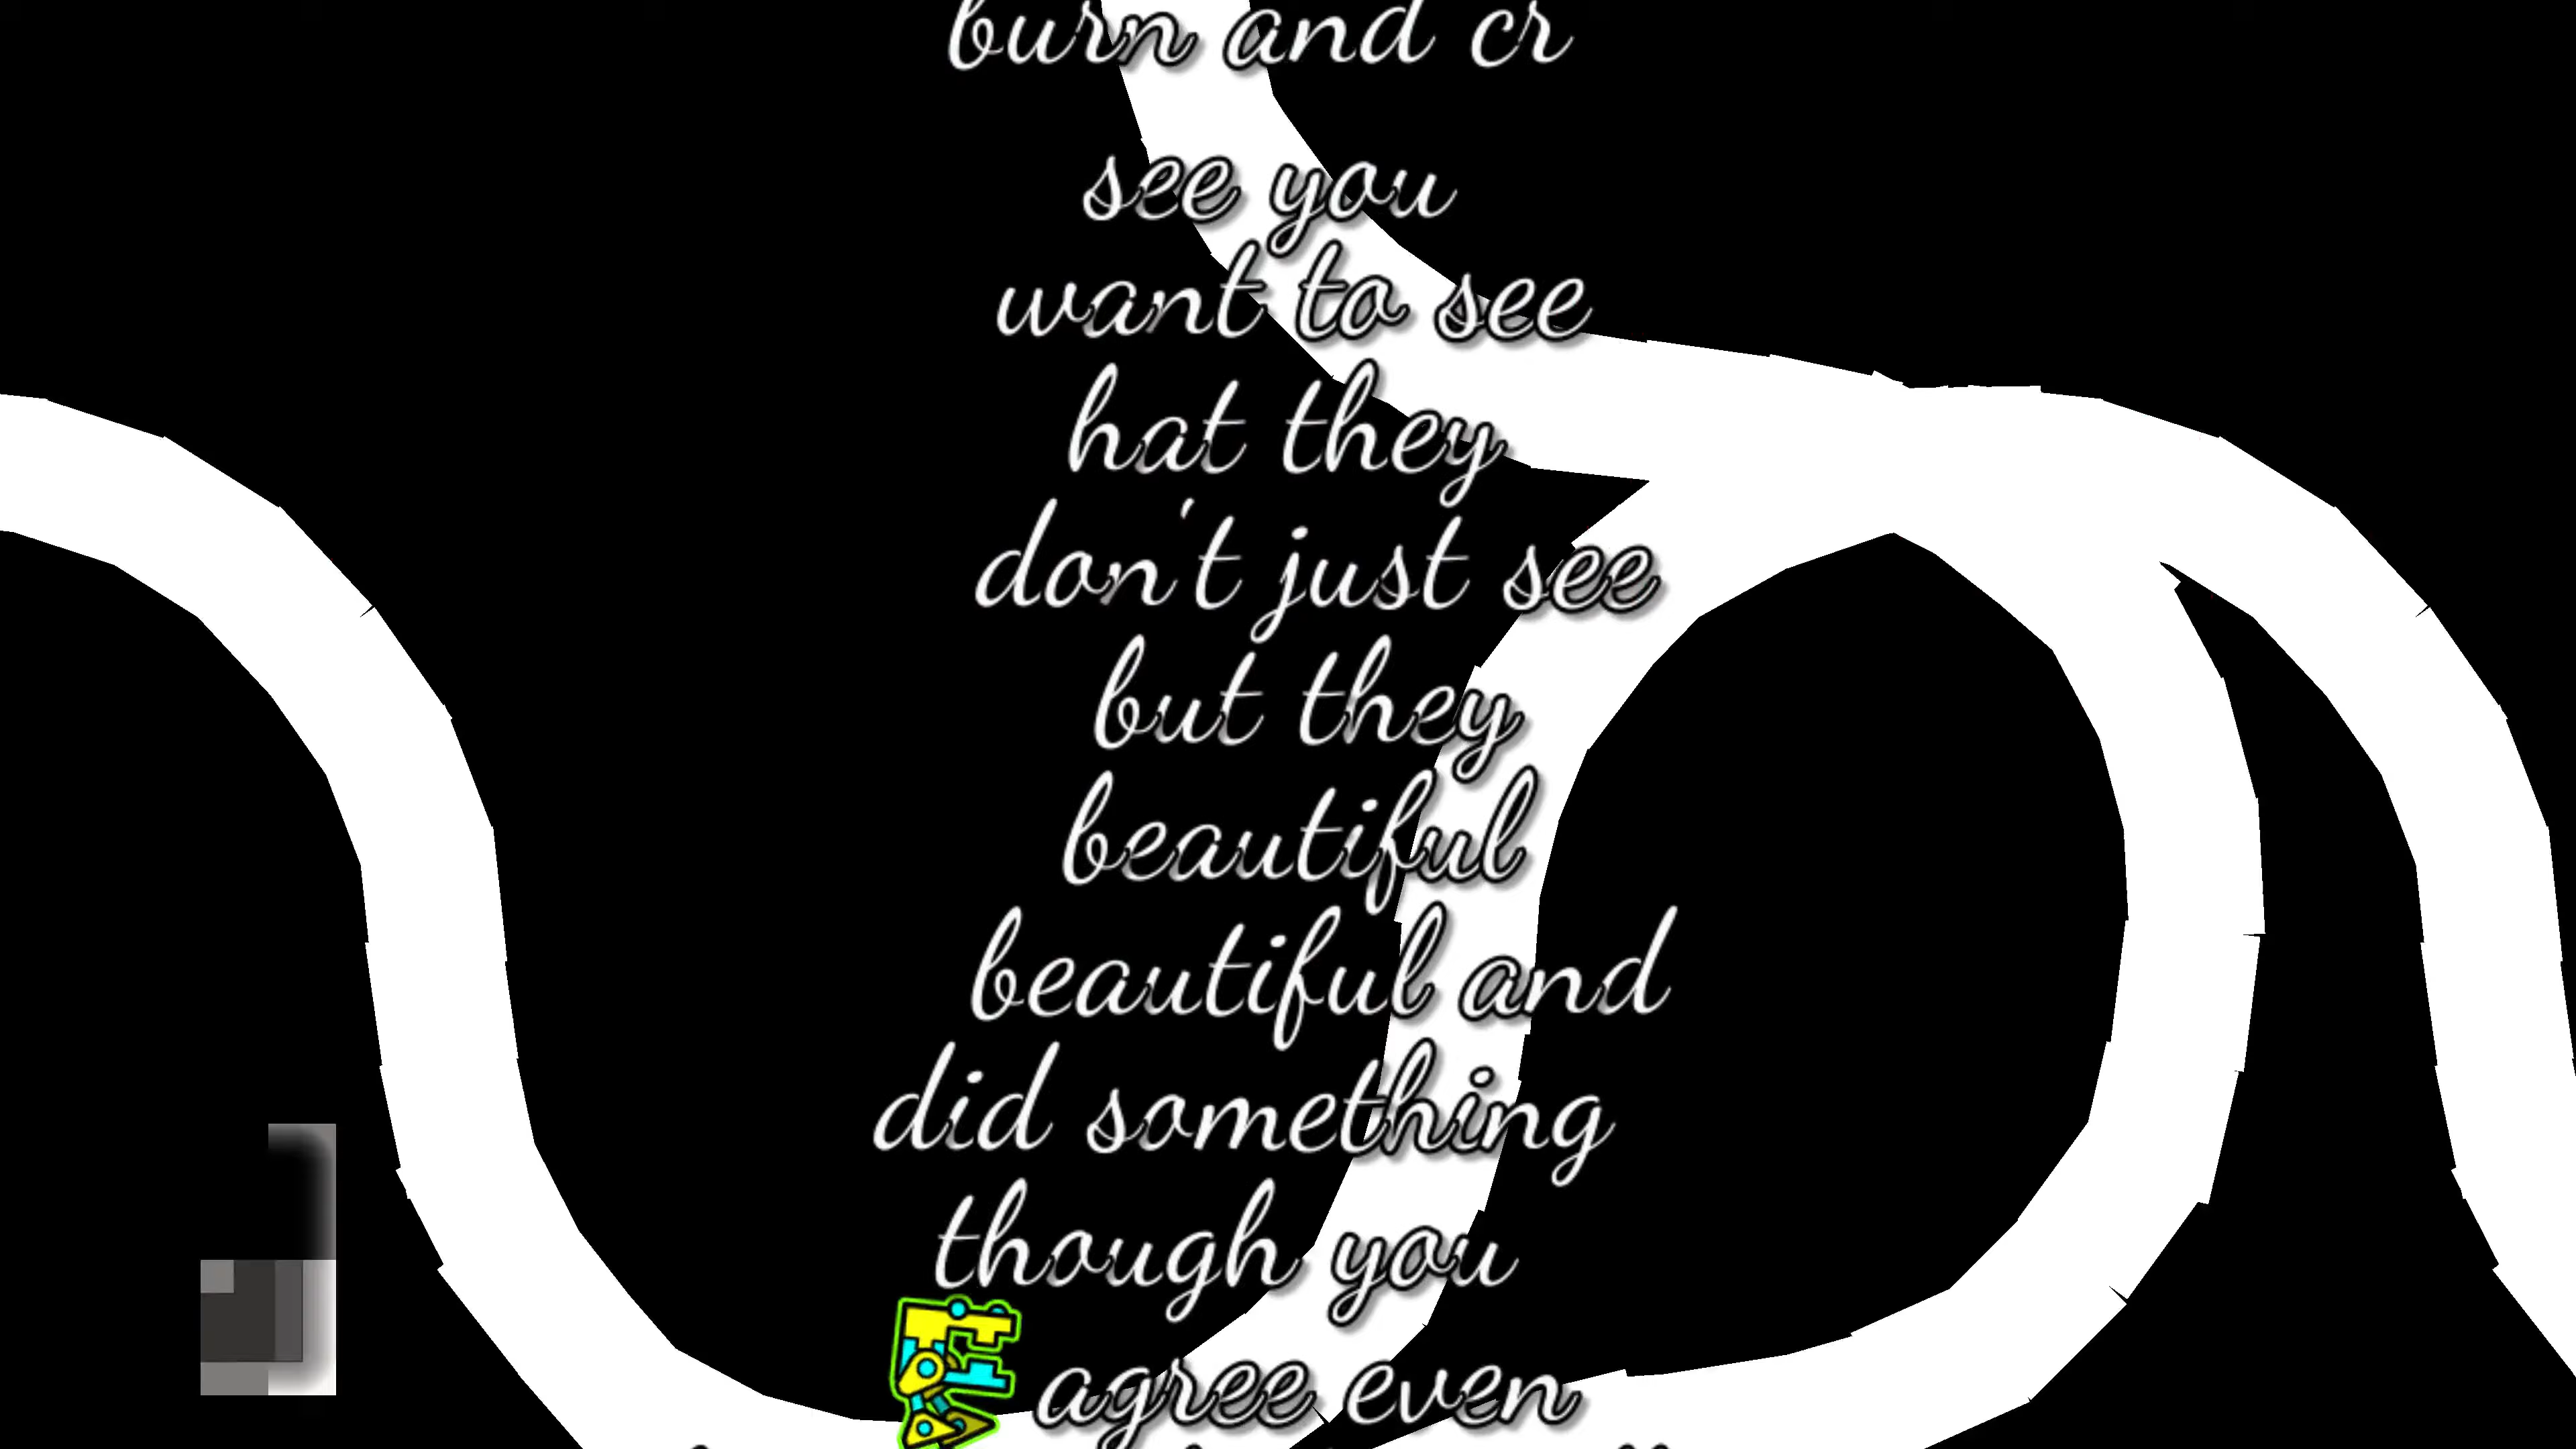 burn and cr
see you
want to see
hat they
don't just see
but they
beautiful
beautiful and
did something
though you
agree even